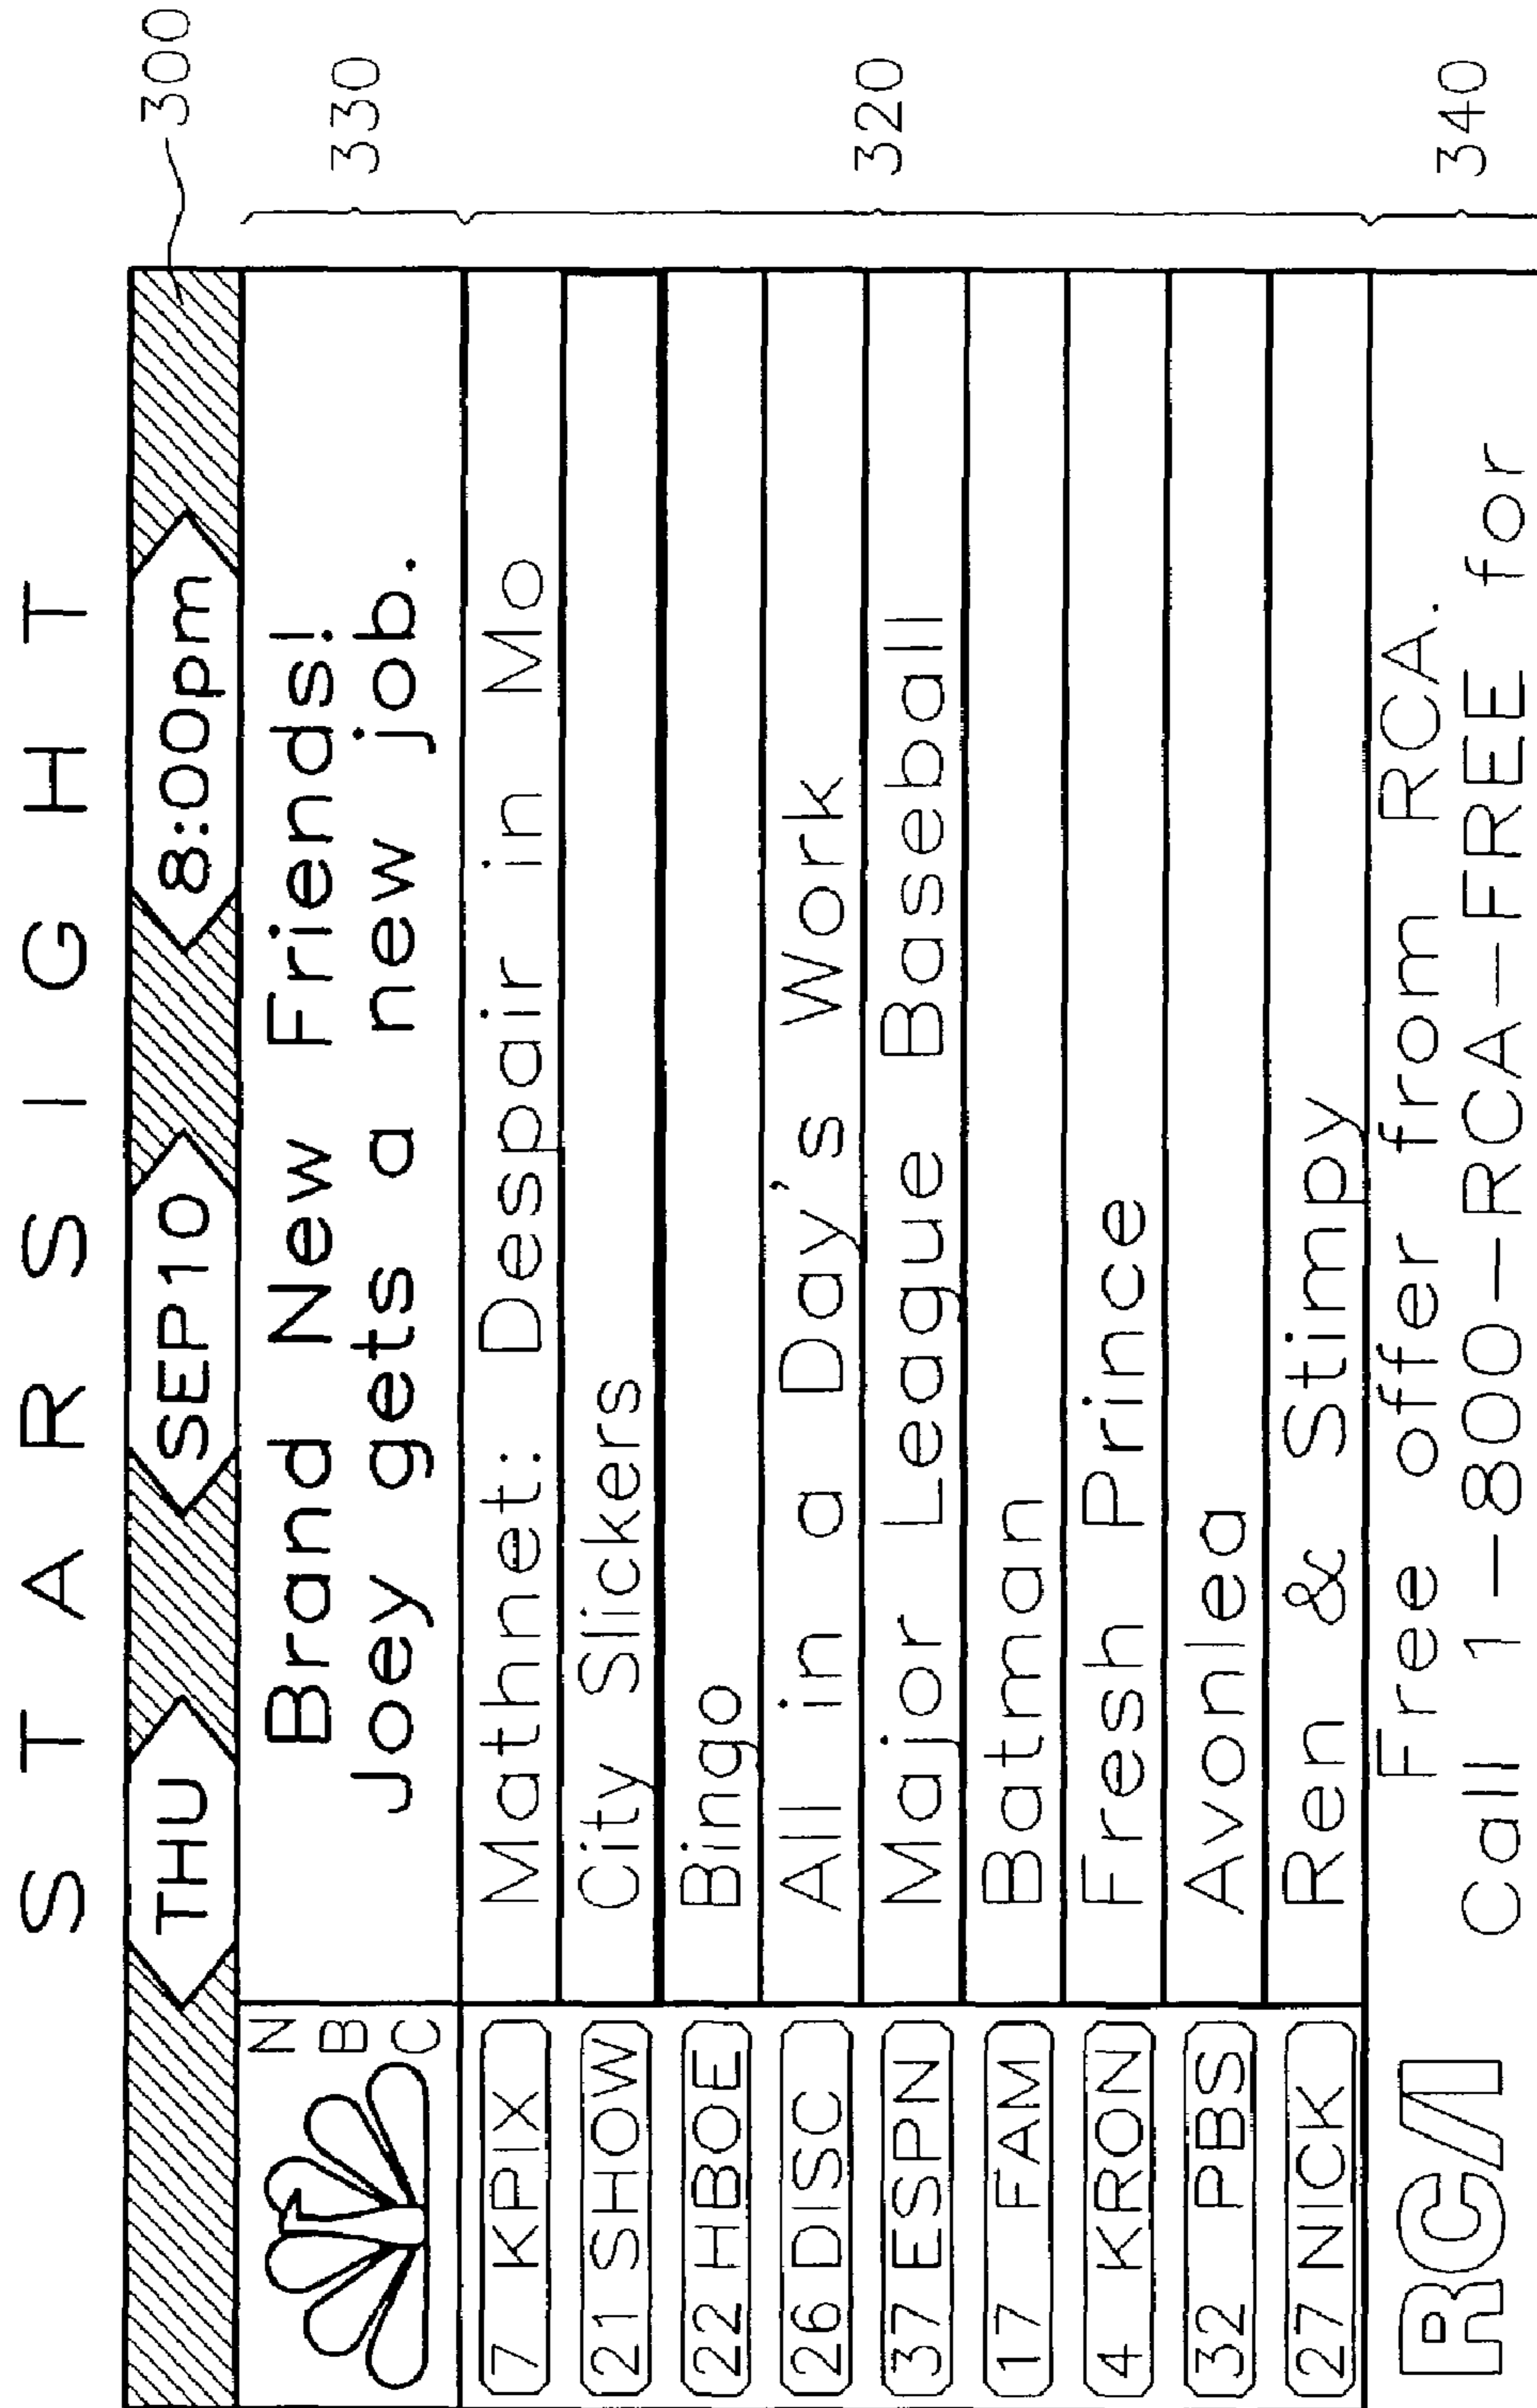 STARSIGHT
THU SEP10 8:00pm 300
NBC Brand New Friends! 330
Joey gets a new job.
7 KPIX Mathnet: Despair in Mo
21 SHOW City Slickers
22 HBOE Bingo
26 DISC All in a Day's Work
37 ESPN Major League Baseball 320
17 FAM Batman
4 KRON Fresh Prince
32 PBS Avonlea
27 NICK Ren & Stimpy
RCA Free offer from RCA. 340
Call 1-800-RCA-FREE for